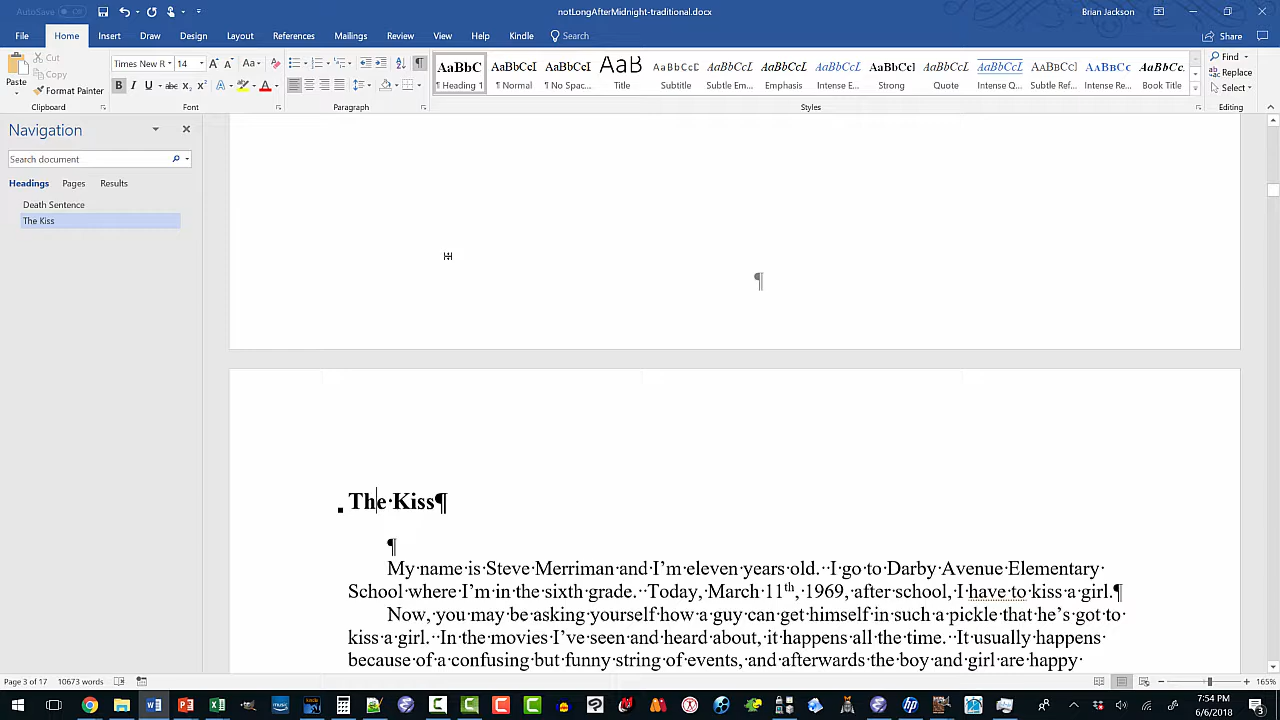 AutoSave
notLongAfterMidnight-traditional.docx
Brian Jackson
File Home Insert Draw Design Layout References Mailings Review View Help Kindle Search Share
Paste
Cut
Copy
Format Painter
Clipboard
Times New R 14
Font
Paragraph
AaBbC AaBbCcI AaBbCcI AaB AaBbCcD AaBbCcL AaBbCcL AaBbCcL AaBbCcI AaBbCcL AaBbCcL AaBbCcI AaBbCc AaBbCc
¶ Heading 1 ¶ Normal ¶ No Spac... Title Subtitle Subtle Em... Emphasis Intense E... Strong Quote Intense Q... Subtle Ref... Intense Re... Book Title
Styles
Find
Replace
Select
Editing
Navigation
Search document
Headings Pages Results
Death Sentence
The Kiss
¶
The·Kiss¶
¶
My·name·is·Steve·Merriman·and·I’m·eleven·years·old.··I·go·to·Darby·Avenue·Elementary·
School·where·I’m·in·the·sixth·grade.··Today,·March·11th,·1969,·after·school,·I·have·to·kiss·a·girl.¶
Now,·you·may·be·asking·yourself·how·a·guy·can·get·himself·in·such·a·pickle·that·he’s·got·to·
kiss·a·girl.··In·the·movies·I’ve·seen·and·heard·about,·it·happens·all·the·time.··It·usually·happens·
because·of·a·confusing·but·funny·string·of·events,·and·afterwards·the·boy·and·girl·are·happy·
Page 3 of 17 10673 words
165%
7:54 PM
6/6/2018